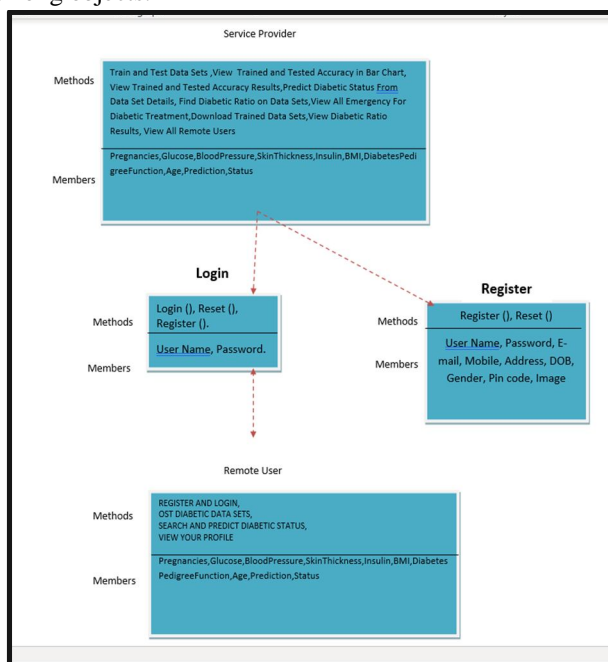 Service Provider
Methods
Train and Test Data Sets ,View Trained and Tested Accuracy in Bar Chart,
View Trained and Tested Accuracy Results,Predict Diabetic Status From
Data Set Details, Find Diabetic Ratio on Data Sets,View All Emergency For
Diabetic Treatment,Download Trained Data Sets,View Diabetic Ratio
Results, View All Remote Users
Members
Pregnancies,Glucose,BloodPressure,SkinThickness,Insulin,BMI,DiabetesPedi
greeFunction,Age,Prediction,Status
Login
Methods
Login (), Reset (),
Register ().
Members
User Name, Password.
Register
Methods
Register (), Reset ()
Members
User Name, Password, E-
mail, Mobile, Address, DOB,
Gender, Pin code, Image
Remote User
Methods
REGISTER AND LOGIN,
OST DIABETIC DATA SETS,
SEARCH AND PREDICT DIABETIC STATUS,
VIEW YOUR PROFILE
Members
Pregnancies,Glucose,BloodPressure,SkinThickness,Insulin,BMI,Diabetes
PedigreeFunction,Age,Prediction,Status